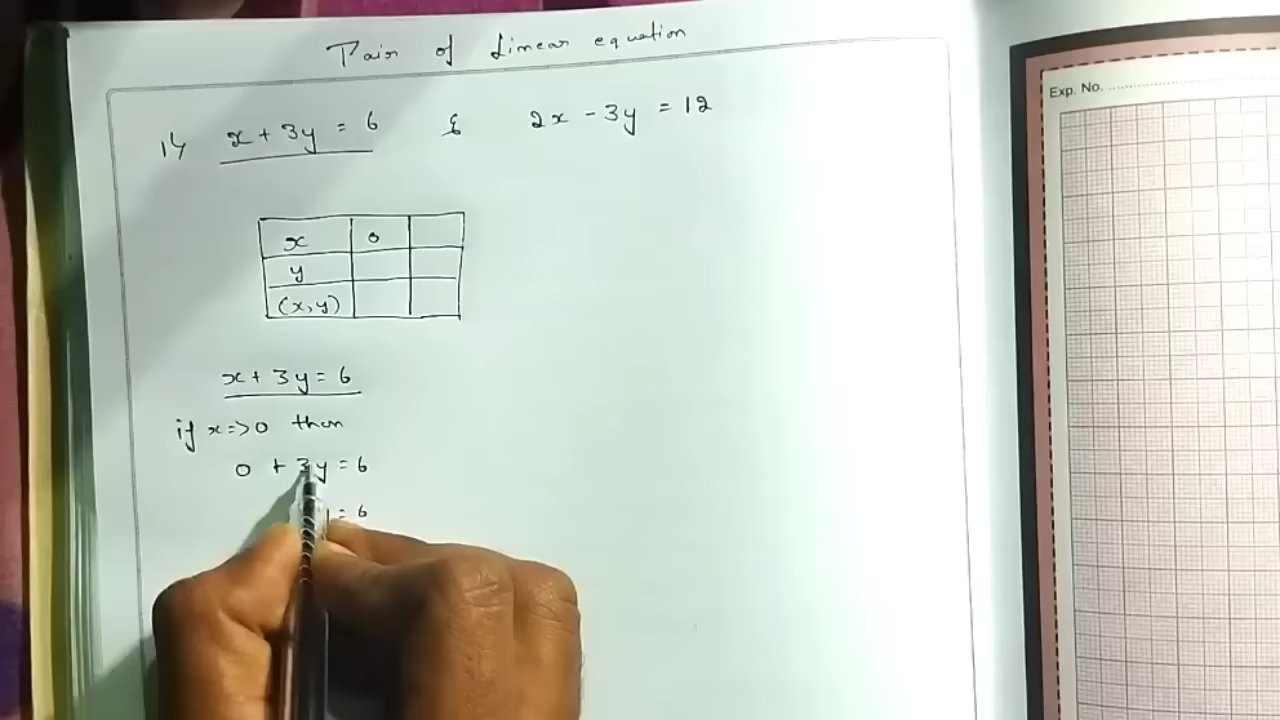 Pair of Linear equation
Exp. No. ..................
1) x + 3y = 6 & 2x - 3y = 12
x 0
y
(x, y)
x + 3y = 6
if x => 0 then
0 + 3y = 6
= 6